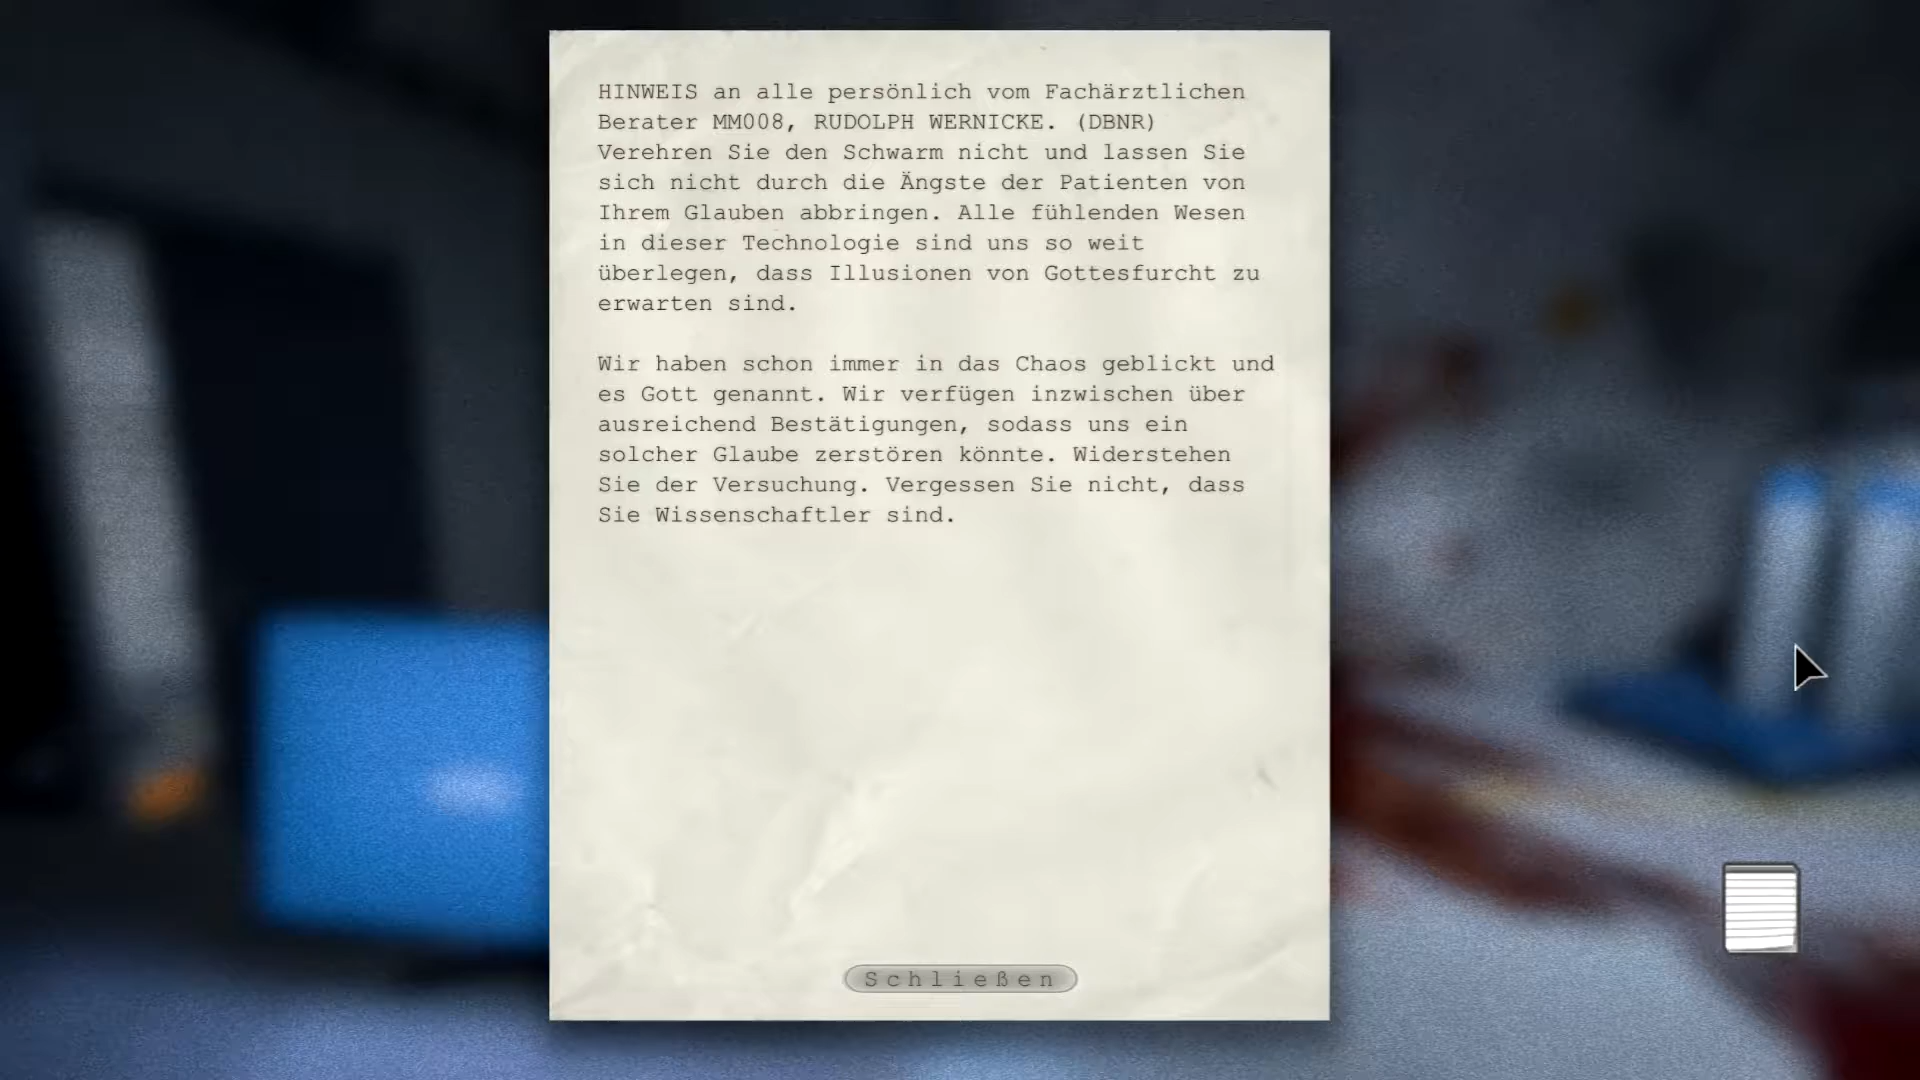 HINWEIS an alle persönlich vom Fachärztlichen
Berater MM008, RUDOLPH WERNICKE. (DBNR)
Verehren Sie den Schwarm nicht und lassen Sie
sich nicht durch die Ängste der Patienten von
Ihrem Glauben abbringen. Alle fühlenden Wesen
in dieser Technologie sind uns so weit
überlegen, dass Illusionen von Gottesfurcht zu
erwarten sind.
Wir haben schon immer in das Chaos geblickt und
es Gott genannt. Wir verfügen inzwischen über
ausreichend Bestätigungen, sodass uns ein
solcher Glaube zerstören könnte. Widerstehen
Sie der Versuchung. Vergessen Sie nicht, dass
Sie Wissenschaftler sind.
Schließen